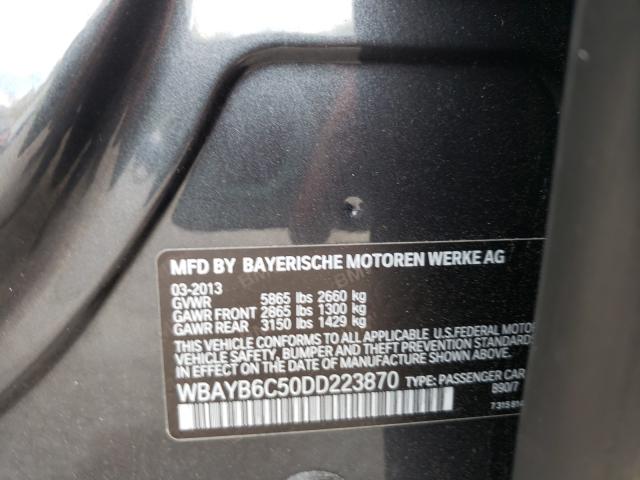 MFD BY BAYERISCHE MOTOREN WERKE AG
03-2013
GVWR 5865 lbs 2660 kg
GAWR FRONT 2865 lbs 1300 kg
GAWR REAR 3150 lbs 1429 kg
THIS VEHICLE CONFORMS TO ALL APPLICABLE U.S.FEDERAL MOTOR
VEHICLE SAFETY, BUMPER AND THEFT PREVENTION STANDARDS
IN EFFECT ON THE DATE OF MANUFACTURE SHOWN ABOVE.
WBAYB6C50DD223870 TYPE: PASSENGER CAR
B90/7